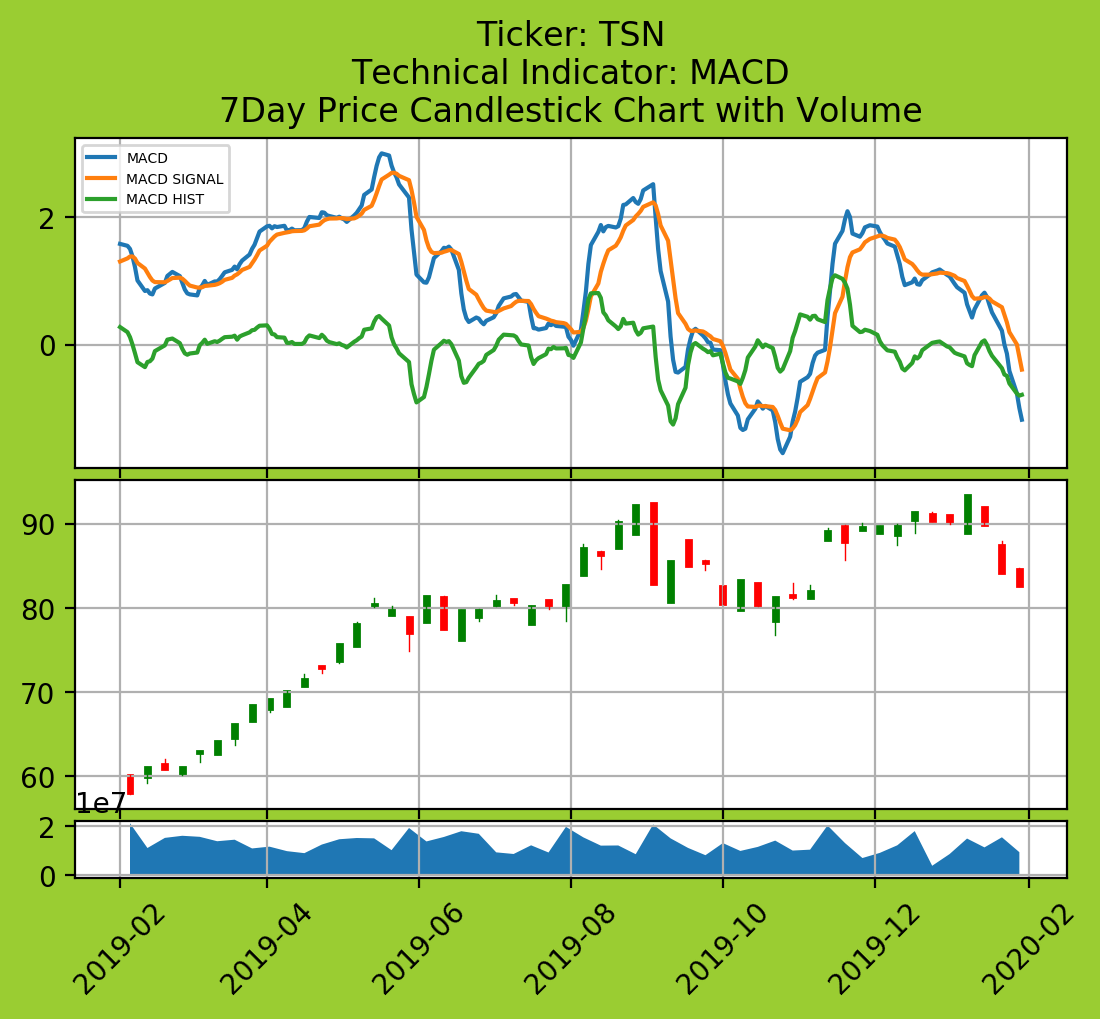 Ticker: TSN
Technical Indicator: MACD
7Day Price Candlestick Chart with Volume
MACD
MACD SIGNAL
MACD HIST
2
0
90
80
70
60
1e7
2
0
2019-02
2019-04
2019-06
2019-08
2019-10
2019-12
2020-02